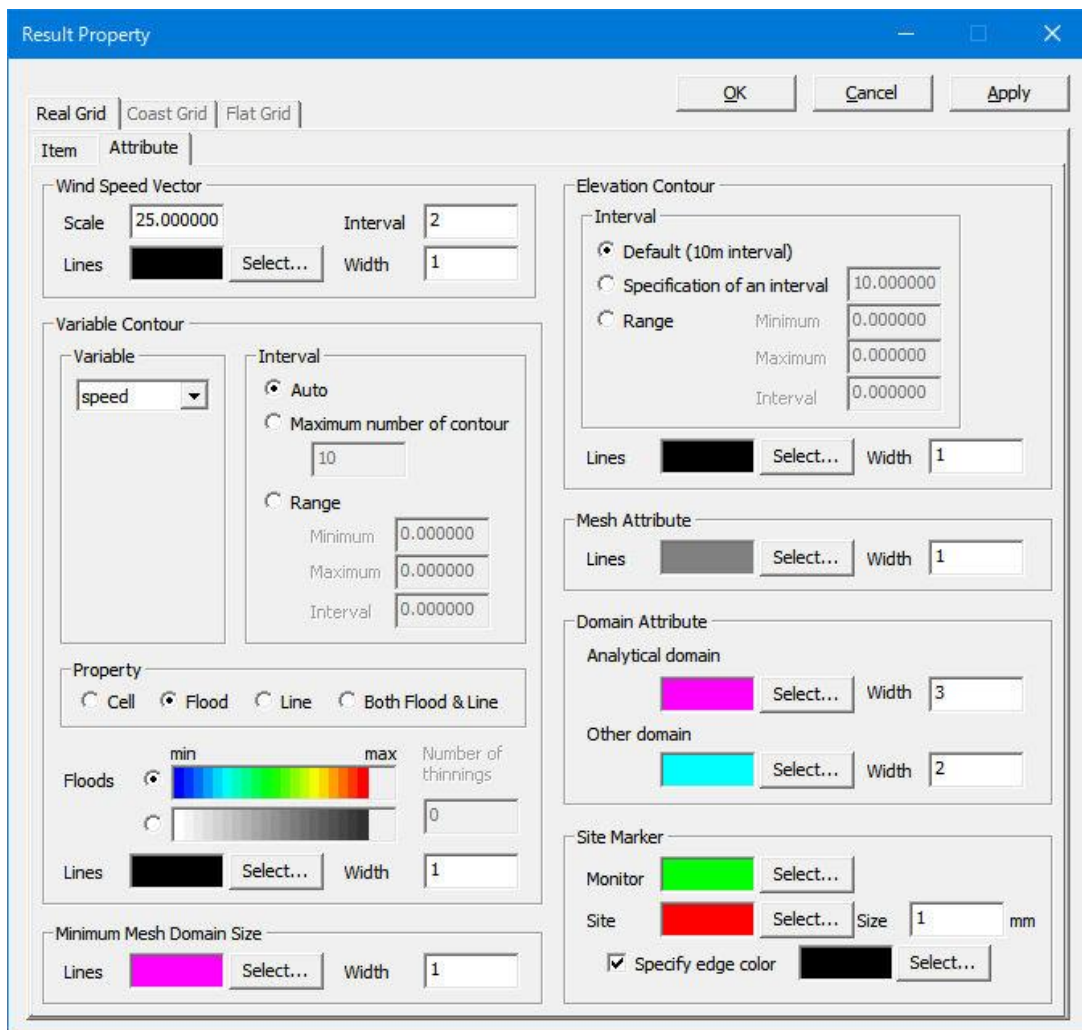 Result Property
OK Cancel Apply
Real Grid Coast Grid Flat Grid
Item Attribute
Wind Speed Vector
Scale 25.000000 Interval 2
Lines Select... Width 1
Variable Contour
Variable
speed
Interval
Auto
Maximum number of contour
10
Range
Minimum 0.000000
Maximum 0.000000
Interval 0.000000
Property
Cell Flood Line Both Flood & Line
min max Number of
thinnings
Floods
0
Lines Select... Width 1
Minimum Mesh Domain Size
Lines Select... Width 1
Elevation Contour
Interval
Default (10m interval)
Specification of an interval 10.000000
Range Minimum 0.000000
Maximum 0.000000
Interval 0.000000
Lines Select... Width 1
Mesh Attribute
Lines Select... Width 1
Domain Attribute
Analytical domain
Select... Width 3
Other domain
Select... Width 2
Site Marker
Monitor Select...
Site Select... Size 1 mm
Specify edge color Select...